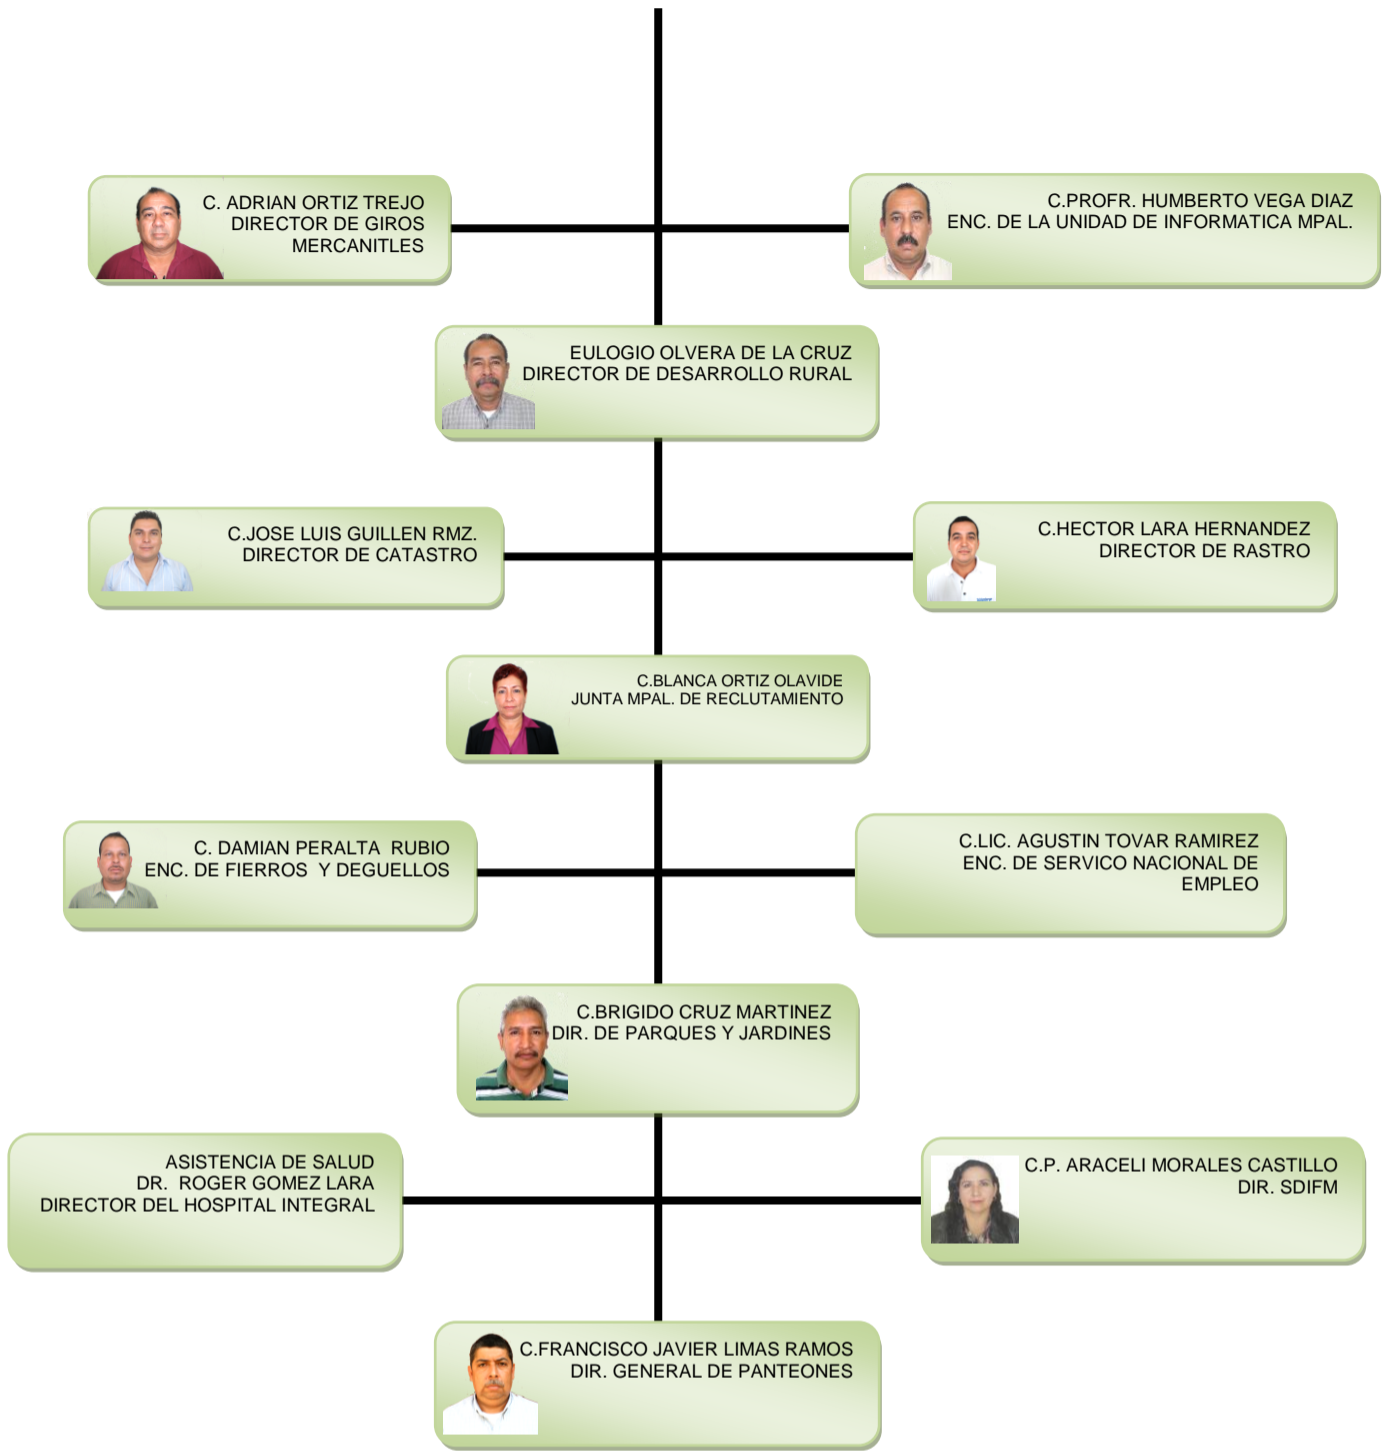 C. ADRIAN ORTIZ TREJO
DIRECTOR DE GIROS
MERCANITLES
C.PROFR. HUMBERTO VEGA DIAZ
ENC. DE LA UNIDAD DE INFORMATICA MPAL.
EULOGIO OLVERA DE LA CRUZ
DIRECTOR DE DESARROLLO RURAL
C.JOSE LUIS GUILLEN RMZ.
DIRECTOR DE CATASTRO
C.HECTOR LARA HERNANDEZ
DIRECTOR DE RASTRO
C.BLANCA ORTIZ OLAVIDE
JUNTA MPAL. DE RECLUTAMIENTO
C. DAMIAN PERALTA  RUBIO
ENC. DE FIERROS  Y DEGUELLOS
C.LIC. AGUSTIN TOVAR RAMIREZ
ENC. DE SERVICO NACIONAL DE
EMPLEO
C.BRIGIDO CRUZ MARTINEZ
DIR. DE PARQUES Y JARDINES
ASISTENCIA DE SALUD
DR.  ROGER GOMEZ LARA
DIRECTOR DEL HOSPITAL INTEGRAL
C.P. ARACELI MORALES CASTILLO
DIR. SDIFM
C.FRANCISCO JAVIER LIMAS RAMOS
DIR. GENERAL DE PANTEONES